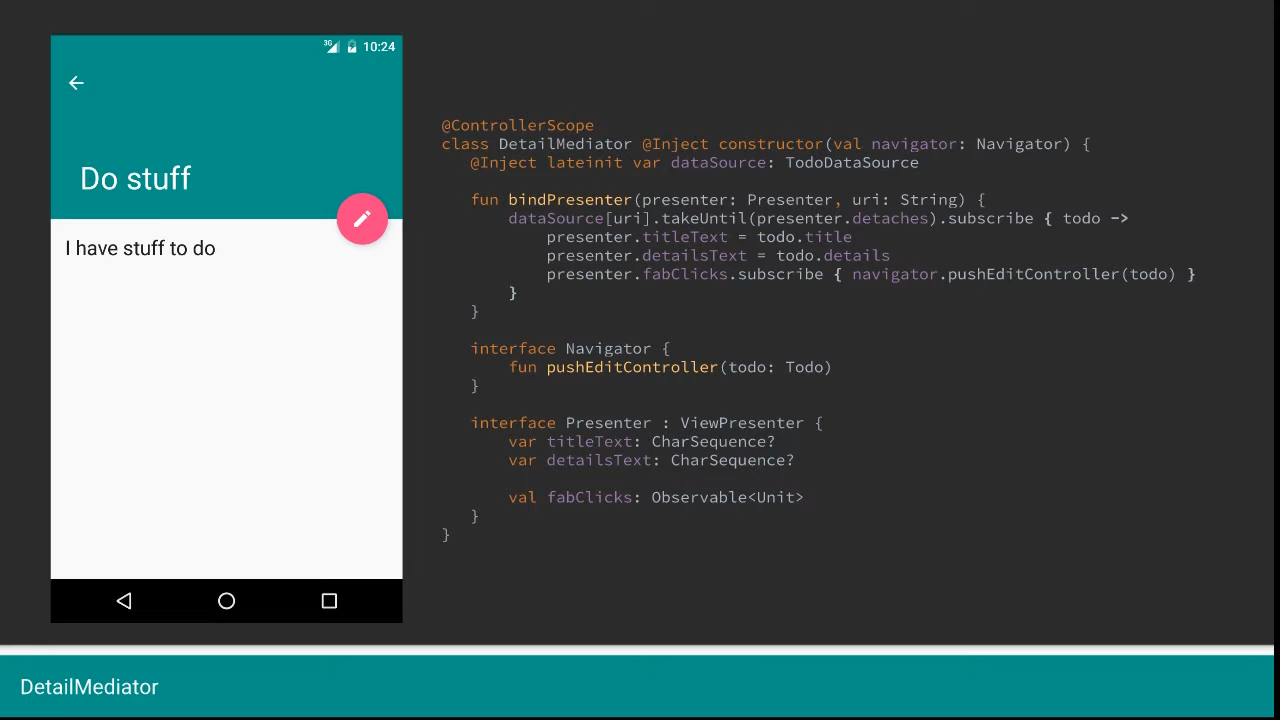 3G 10:24
Do stuff
I have stuff to do
@ControllerScope
class DetailMediator @Inject constructor(val navigator: Navigator) {
@Inject lateinit var dataSource: TodoDataSource
fun bindPresenter(presenter: Presenter, uri: String) {
dataSource[uri].takeUntil(presenter.detaches).subscribe { todo ->
presenter.titleText = todo.title
presenter.detailsText = todo.details
presenter.fabClicks.subscribe { navigator.pushEditController(todo) }
}
}
interface Navigator {
fun pushEditController(todo: Todo)
}
interface Presenter : ViewPresenter {
var titleText: CharSequence?
var detailsText: CharSequence?
val fabClicks: Observable<Unit>
}
}
DetailMediator